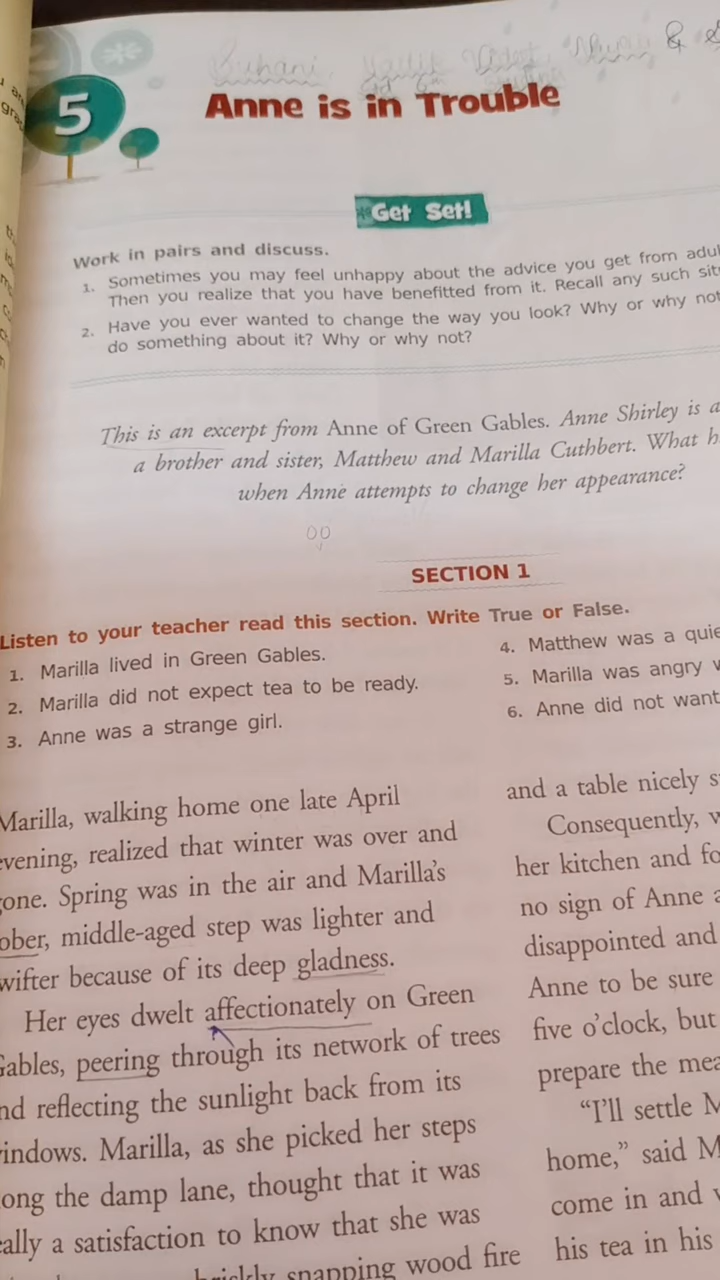 5
Anne is in Trouble
&
Get Set!
Work in pairs and discuss.
1. Sometimes you may feel unhappy about the advice you get from
Then you realize that you have benefitted from it. Recall any such
2. Have you ever wanted to change the way you look? Why or why
do something about it? Why or why not?
This is an excerpt from Anne of Green Gables. Anne Shirley is a
a brother and sister, Matthew and Marilla Cuthbert. What
when Anne attempts to change her appearance?
SECTION 1
Listen to your teacher read this section. Write True or False.
1. Marilla lived in Green Gables.
2. Marilla did not expect tea to be ready.
3. Anne was a strange girl.
4. Matthew was a
5. Marilla was angry
6. Anne did not want
Marilla, walking home one late April
evening, realized that winter was over and
gone. Spring was in the air and Marilla's
middle-aged step was lighter and
because of its deep gladness.
Her eyes dwelt affectionately on Green
Gables, peering through its network of trees
and reflecting the sunlight back from its
windows. Marilla, as she picked her steps
along the damp lane, thought that it was
really a satisfaction to know that she was
snapping wood fire
and a table nicely
Consequently,
her kitchen and
no sign of Anne
disappointed and
Anne to be sure
five o'clock, but
prepare the
"I'll settle
home," said
come in and
his tea in his